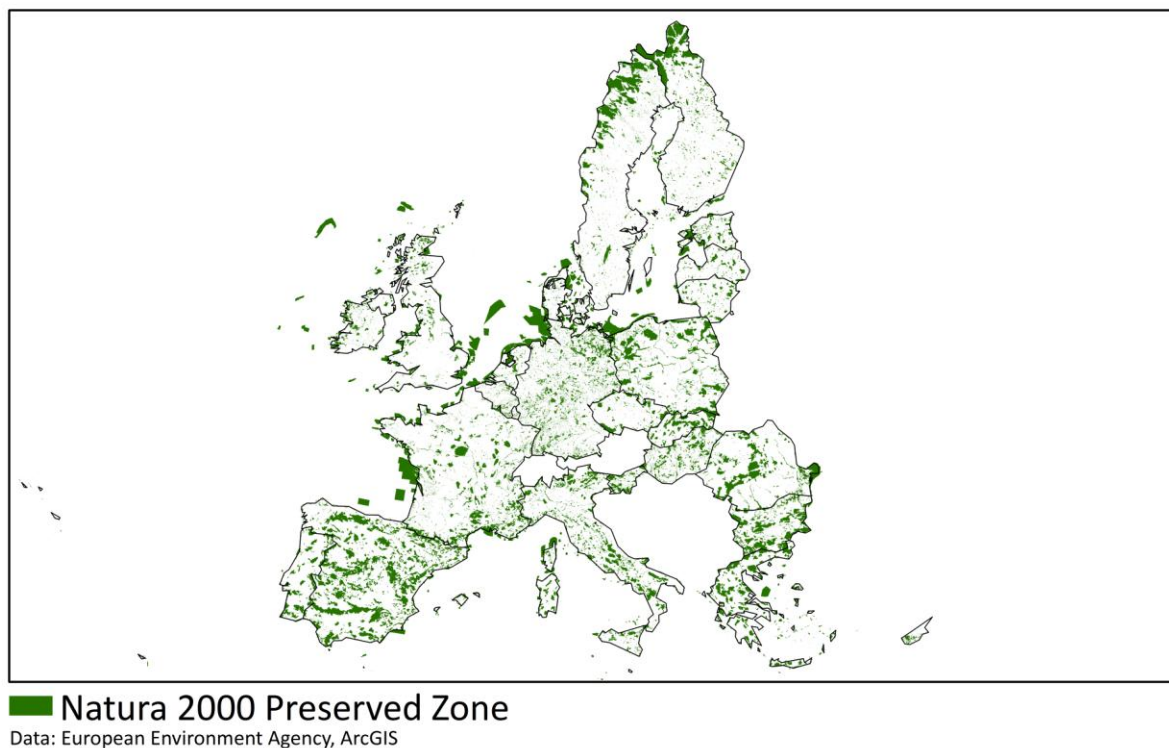 Natura 2000 Preserved Zone
Data: European Environment Agency, ArcGIS